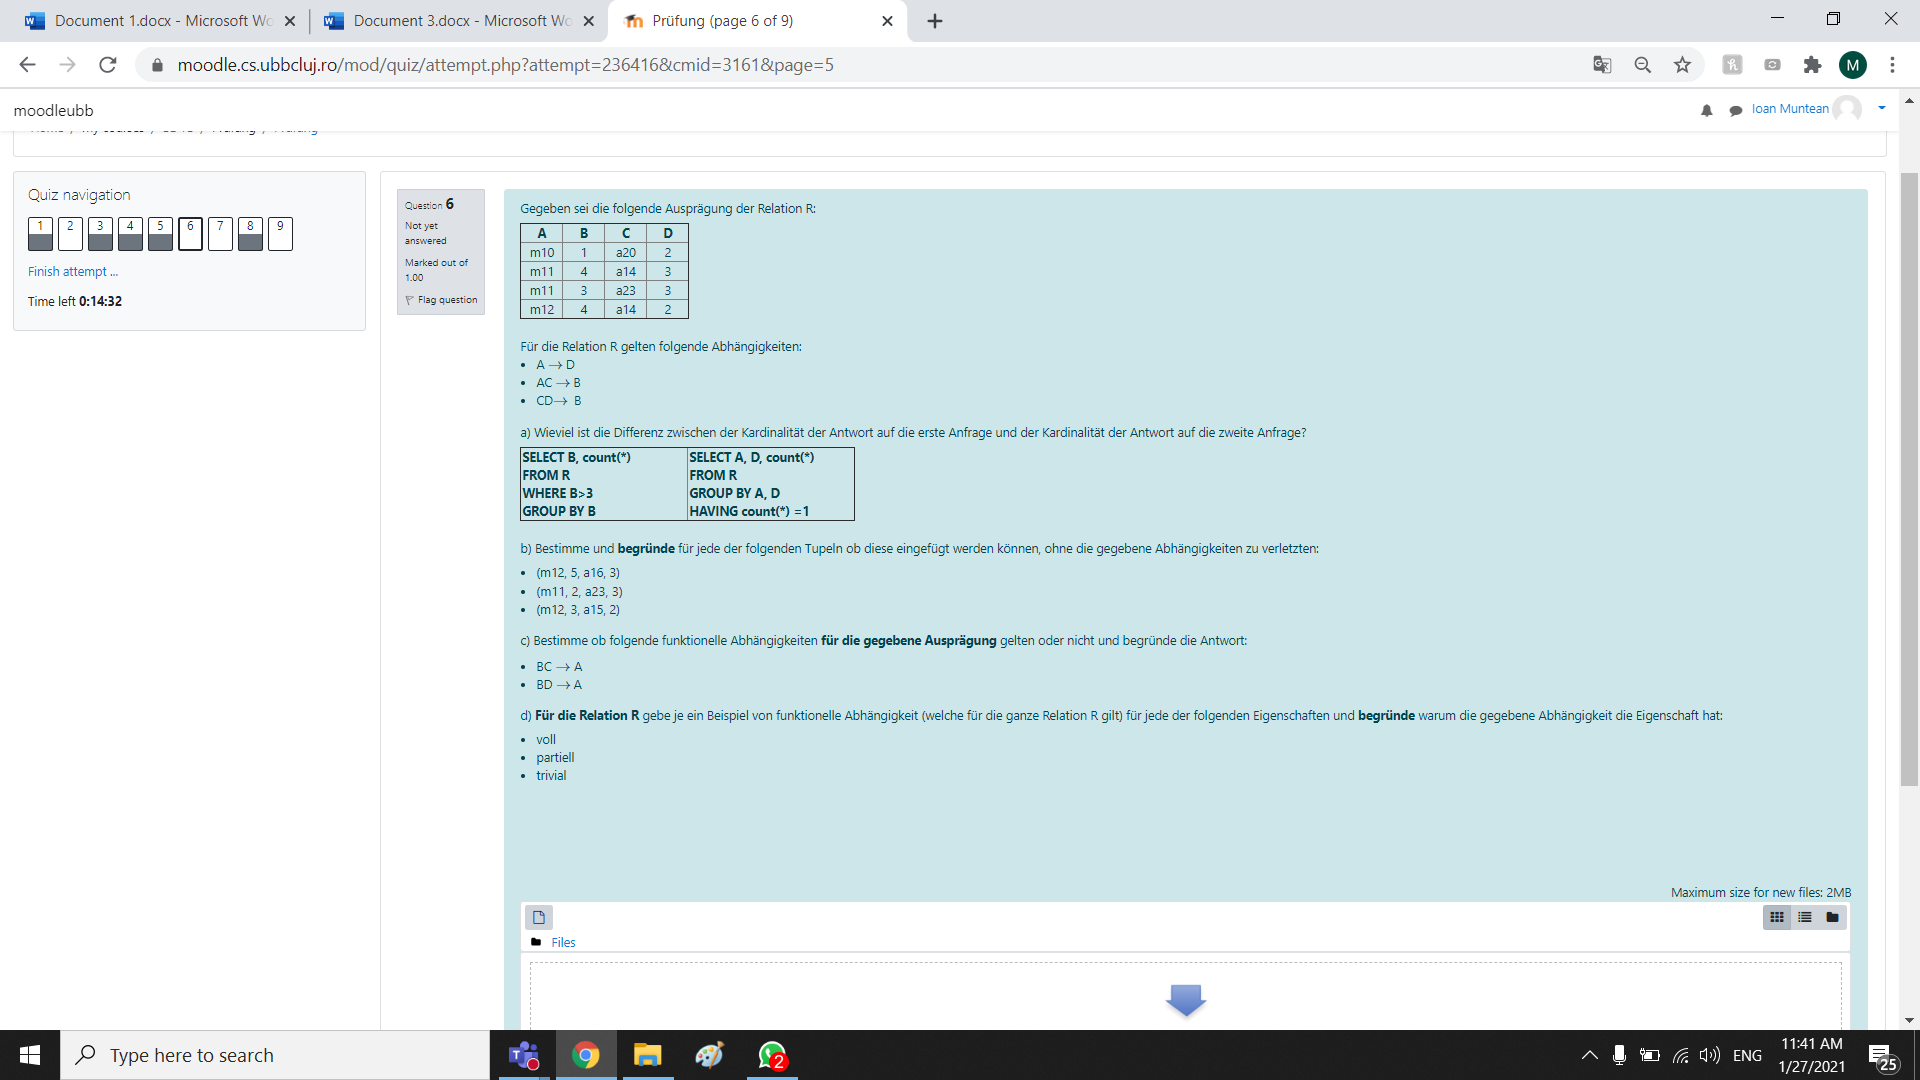 Document 1.docx - Microsoft Wo
Document 3.docx - Microsoft Wo
Prüfung (page 6 of 9)
moodle.cs.ubbcluj.ro/mod/quiz/attempt.php?attempt=236416&cmid=3161&page=5
M
moodleubb
Ioan Muntean
Quiz navigation
1 2 3 4 5 6 7 8 9
Finish attempt ...
Time left 0:14:32
Question 6
Not yet
answered
Marked out of
1.00
Flag question
Gegeben sei die folgende Ausprägung der Relation R:
A B C D
m10 1 a20 2
m11 4 a14 3
m11 3 a23 3
m12 4 a14 2
Für die Relation R gelten folgende Abhängigkeiten:
• A → D
• AC → B
• CD→ B
a) Wieviel ist die Differenz zwischen der Kardinalität der Antwort auf die erste Anfrage und der Kardinalität der Antwort auf die zweite Anfrage?
SELECT B, count(*) SELECT A, D, count(*)
FROM R FROM R
WHERE B>3 GROUP BY A, D
GROUP BY B HAVING count(*) =1
b) Bestimme und begründe für jede der folgenden Tupeln ob diese eingefügt werden können, ohne die gegebene Abhängigkeiten zu verletzten:
• (m12, 5, a16, 3)
• (m11, 2, a23, 3)
• (m12, 3, a15, 2)
c) Bestimme ob folgende funktionelle Abhängigkeiten für die gegebene Ausprägung gelten oder nicht und begründe die Antwort:
• BC → A
• BD → A
d) Für die Relation R gebe je ein Beispiel von funktionelle Abhängigkeit (welche für die ganze Relation R gilt) für jede der folgenden Eigenschaften und begründe warum die gegebene Abhängigkeit die Eigenschaft hat:
• voll
• partiell
• trivial
Maximum size for new files: 2MB
Files
Type here to search
2
ENG
11:41 AM
1/27/2021
25